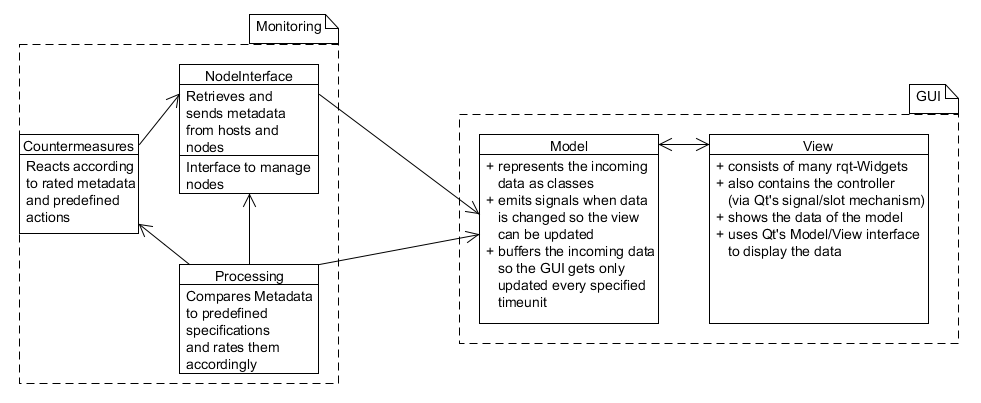 Monitoring
NodeInterface
Retrieves and
sends metadata
from hosts and
nodes
Interface to manage
nodes
Countermeasures
Reacts according
to rated metadata
and predefined
actions
Processing
Compares Metadata
to predefined
specifications
and rates them
accordingly
GUI
Model
+ represents the incoming
data as classes
+ emits signals when data
is changed so the view
can be updated
+ buffers the incoming data
so the GUI gets only
updated every specified
timeunit
View
+ consists of many rqt-Widgets
+ also contains the controller
(via Qt's signal/slot mechanism)
+ shows the data of the model
+ uses Qt's Model/View interface
to display the data